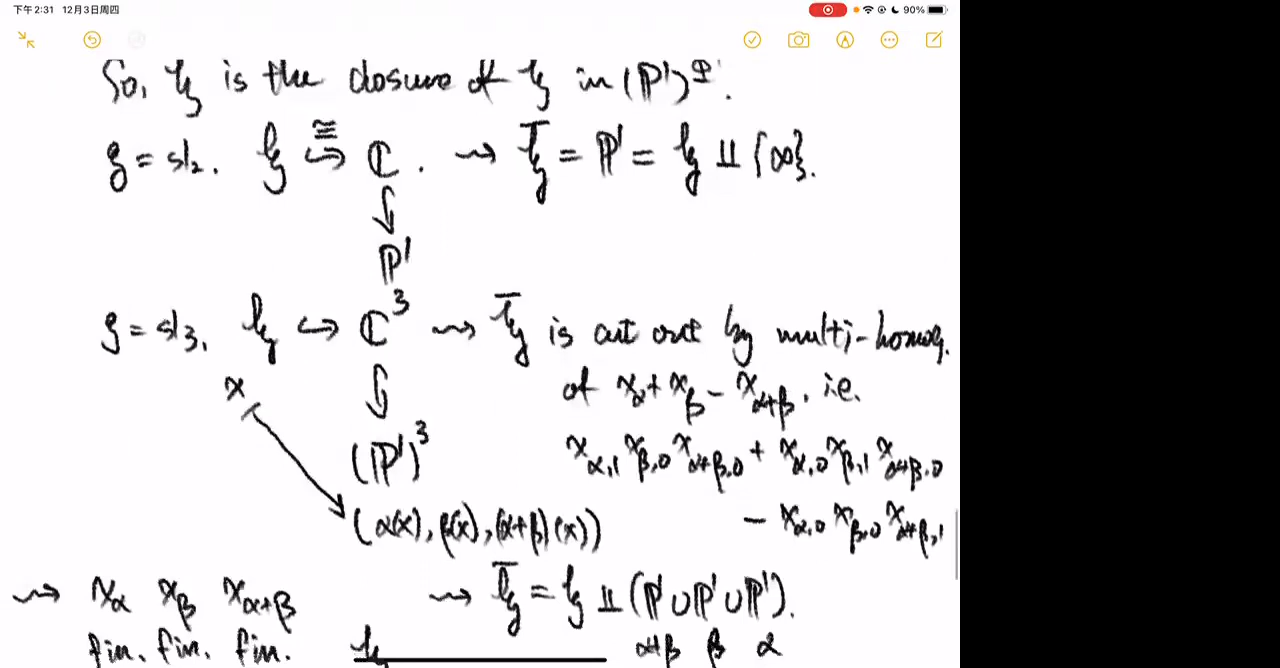 下午2:31 12月3日周四
90%
So, 𝔥̄ is the closure of 𝔥 in (ℙ¹)^Φ.
𝔤 = sl₂. 𝔥 ≅↪ ℂ. ⇝ 𝔥̄ = ℙ¹ = 𝔥 ⨿ {∞}.
↓
ℙ¹
𝔤 = sl₃, 𝔥 ↪ ℂ³ ⇝ 𝔥̄ is cut out by multi-homog.
x of x_α + x_β − x_{α+β}. i.e.
(ℙ¹)³ x_{α,1} x_{β,0} x_{α+β,0} + x_{α,0} x_{β,1} x_{α+β,0}
(α(x), β(x), (α+β)(x)) − x_{α,0} x_{β,0} x_{α+β,1}
⇝ x_α x_β x_{α+β} ⇝ 𝔥̄ = 𝔥 ⨿ (ℙ¹ ∪ ℙ¹ ∪ ℙ¹).
fin. fin. fin. 𝔥 α+β β α